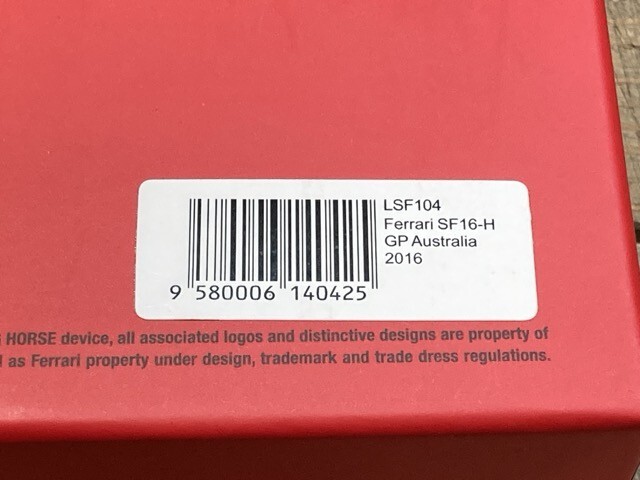 LSF104
Ferrari SF16-H
GP Australia
2016
9 580006 140425
HORSE device, all associated logos and distinctive designs are property of
as Ferrari property under design, trademark and trade dress regulations.